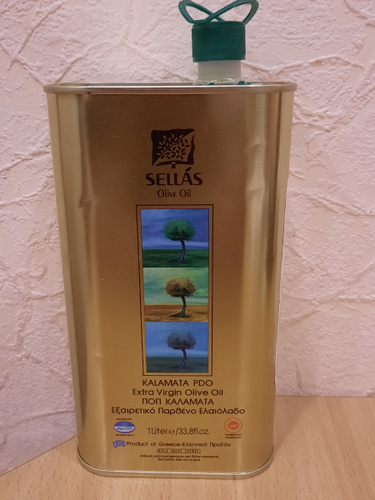 SELLÁS
Olive Oil
KALAMATA PDO
Extra Virgin Olive Oil
ΠΟΠ ΚΑΛΑΜΑΤΑ
Εξαιρετικό Παρθένο Ελαιόλαδο
1Liter e /33,8fl.oz.
Product of Greece-Ελληνικό Προϊόν